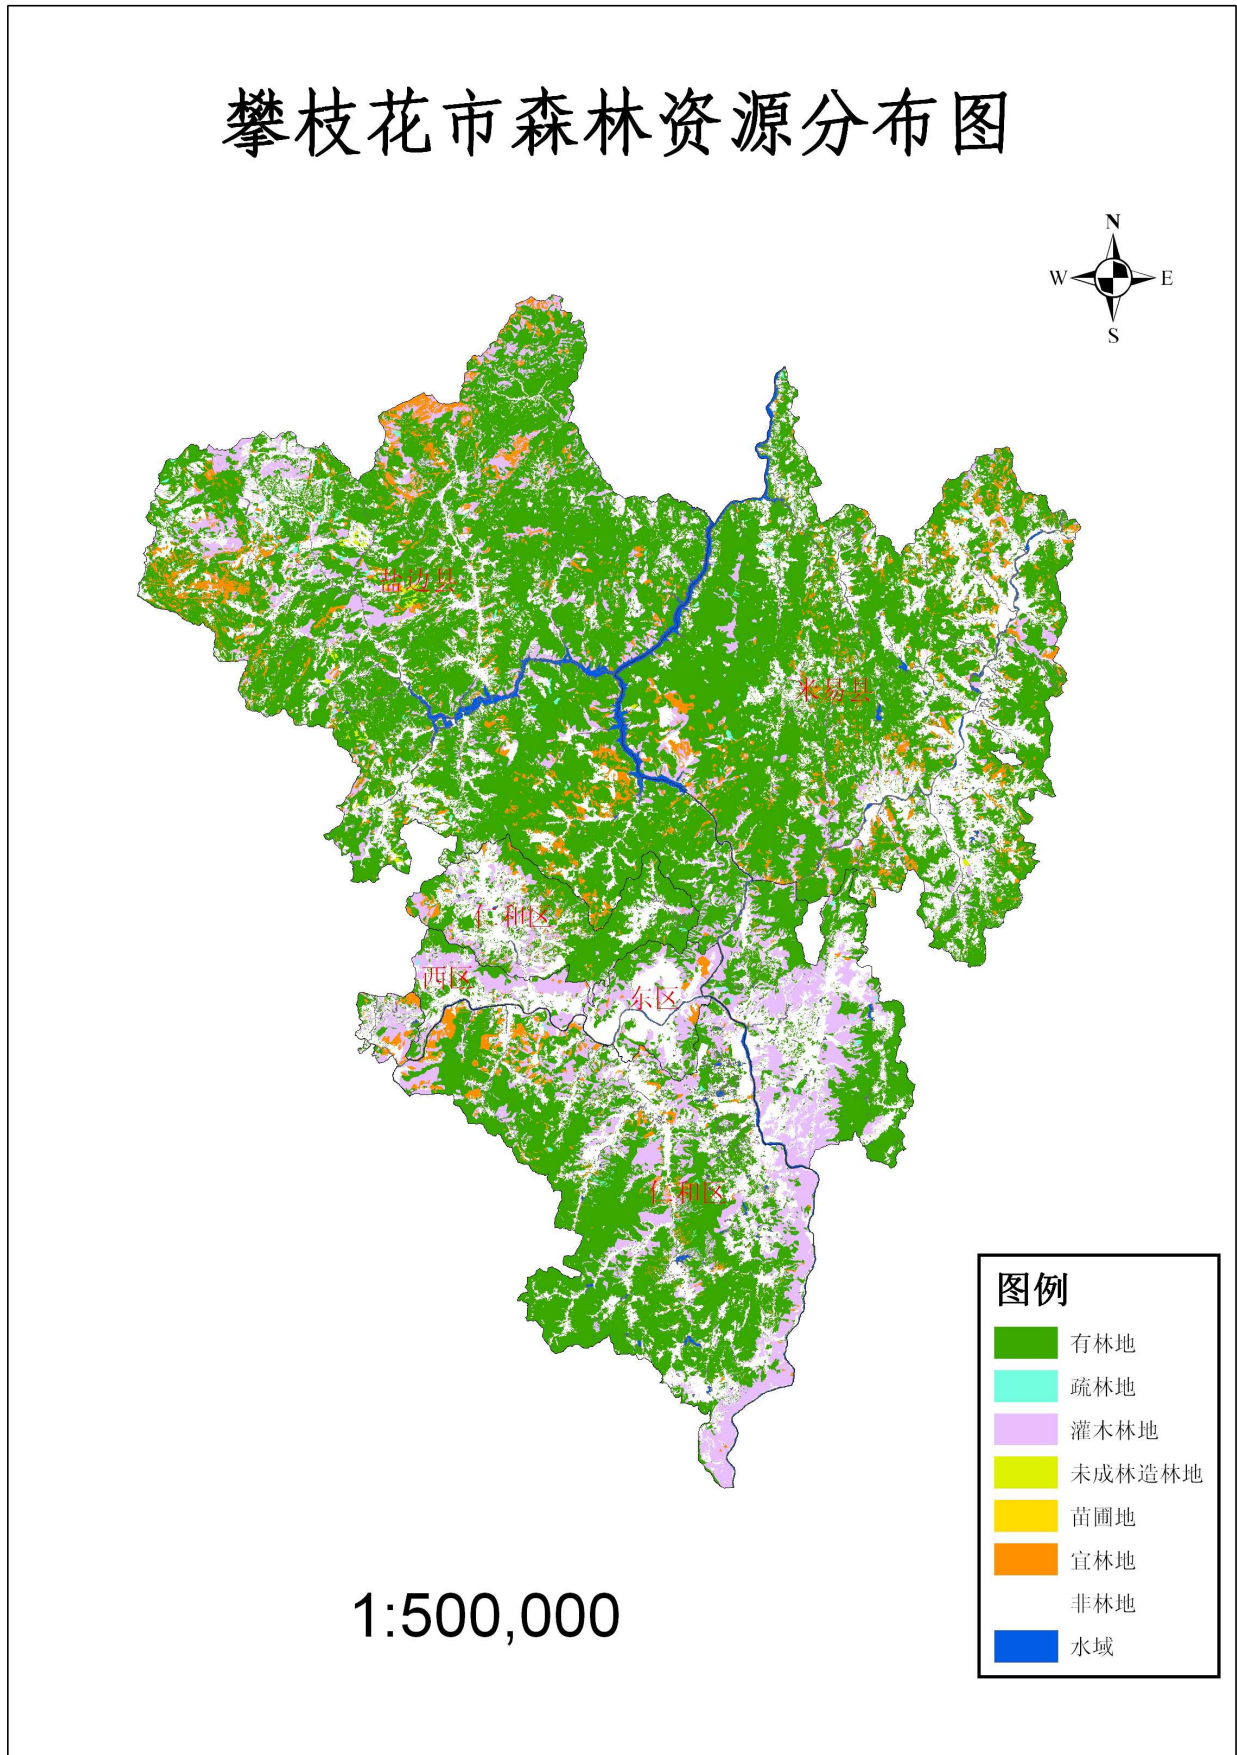 攀枝花市森林资源分布图
N
W
E
S
盐边县
米易县
仁和区
西区
东区
仁和区
图例
有林地
疏林地
灌木林地
未成林造林地
苗圃地
宜林地
非林地
水域
1:500,000